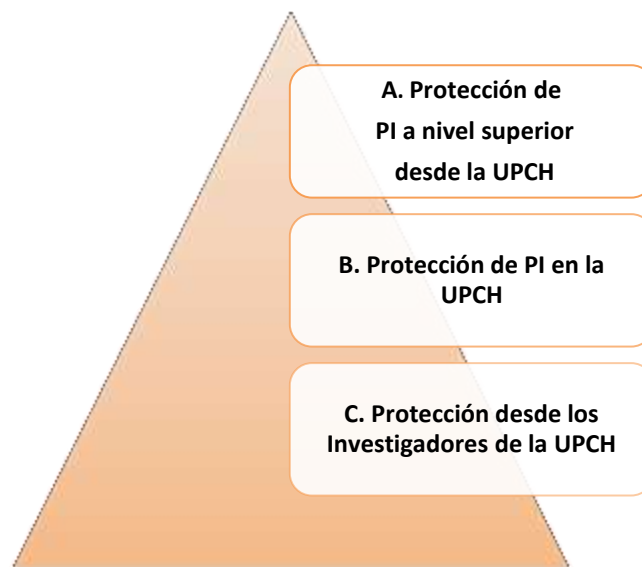 A. Protección de
PI a nivel superior
desde la UPCH
B. Protección de PI en la
UPCH
C. Protección desde los
Investigadores de la UPCH